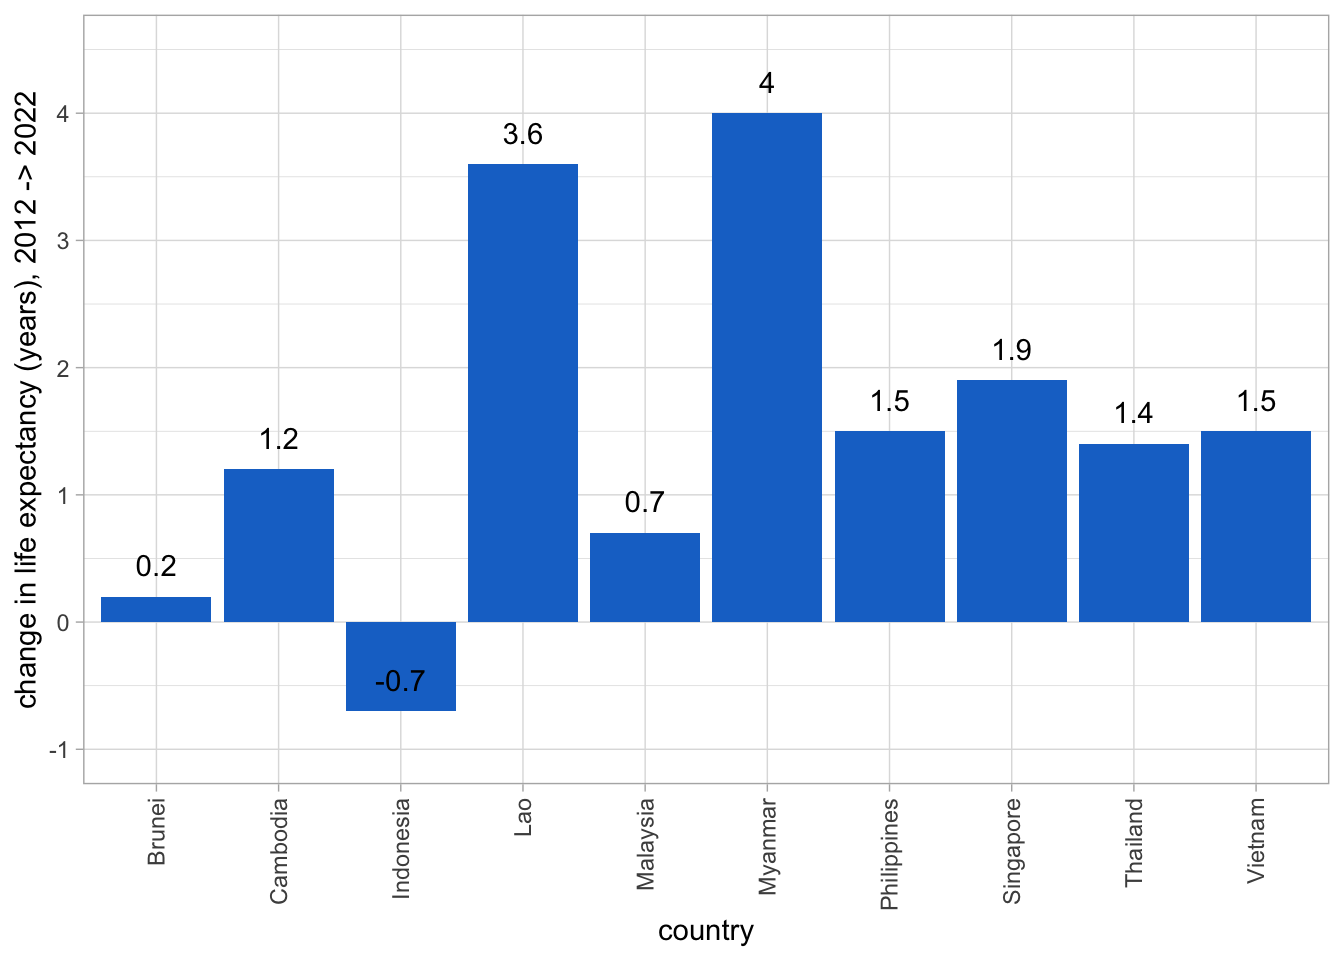 change in life expectancy (years), 2012 -> 2022
4
3
2
1
0
-1
0.2
1.2
-0.7
3.6
0.7
4
1.5
1.9
1.4
1.5
Brunei
Cambodia
Indonesia
Lao
Malaysia
Myanmar
Philippines
Singapore
Thailand
Vietnam
country